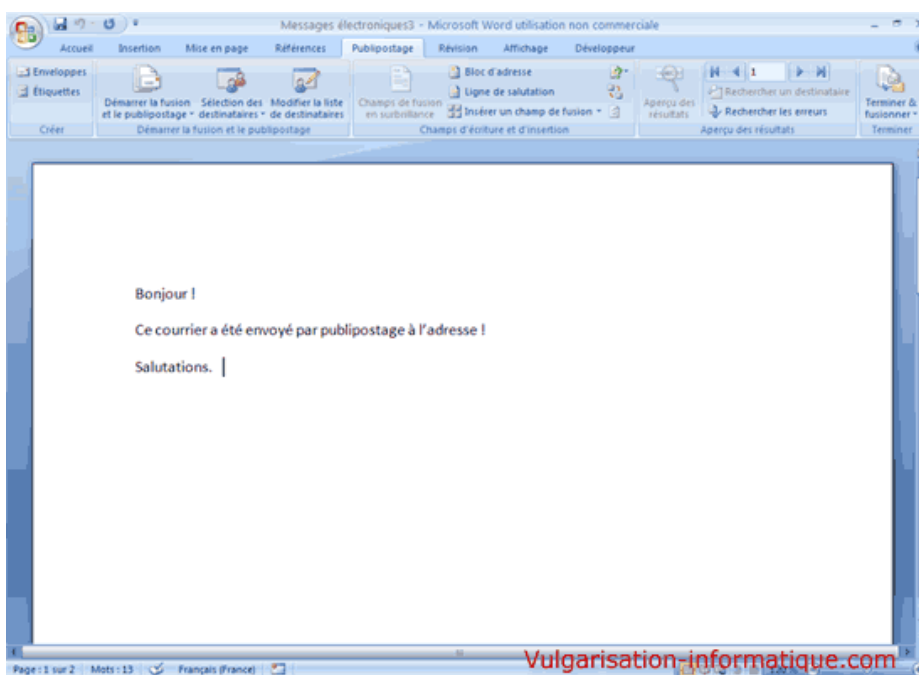 Messages électroniques3 - Microsoft Word utilisation non commerciale
Accueil Insertion Mise en page Références Publipostage Révision Affichage Développeur
Enveloppes
Étiquettes
Créer
Démarrer la fusion et le publipostage
Sélection des destinataires
Modifier la liste de destinataires
Démarrer la fusion et le publipostage
Champs de fusion en surbrillance
Bloc d'adresse
Ligne de salutation
Insérer un champ de fusion
Champs d'écriture et d'insertion
Aperçu des résultats
1
Rechercher un destinataire
Rechercher les erreurs
Aperçu des résultats
Terminer & fusionner
Terminer
Bonjour !
Ce courrier a été envoyé par publipostage à l'adresse !
Salutations.
Page : 1 sur 2 Mots : 13 Français (France)
Vulgarisation-informatique.com